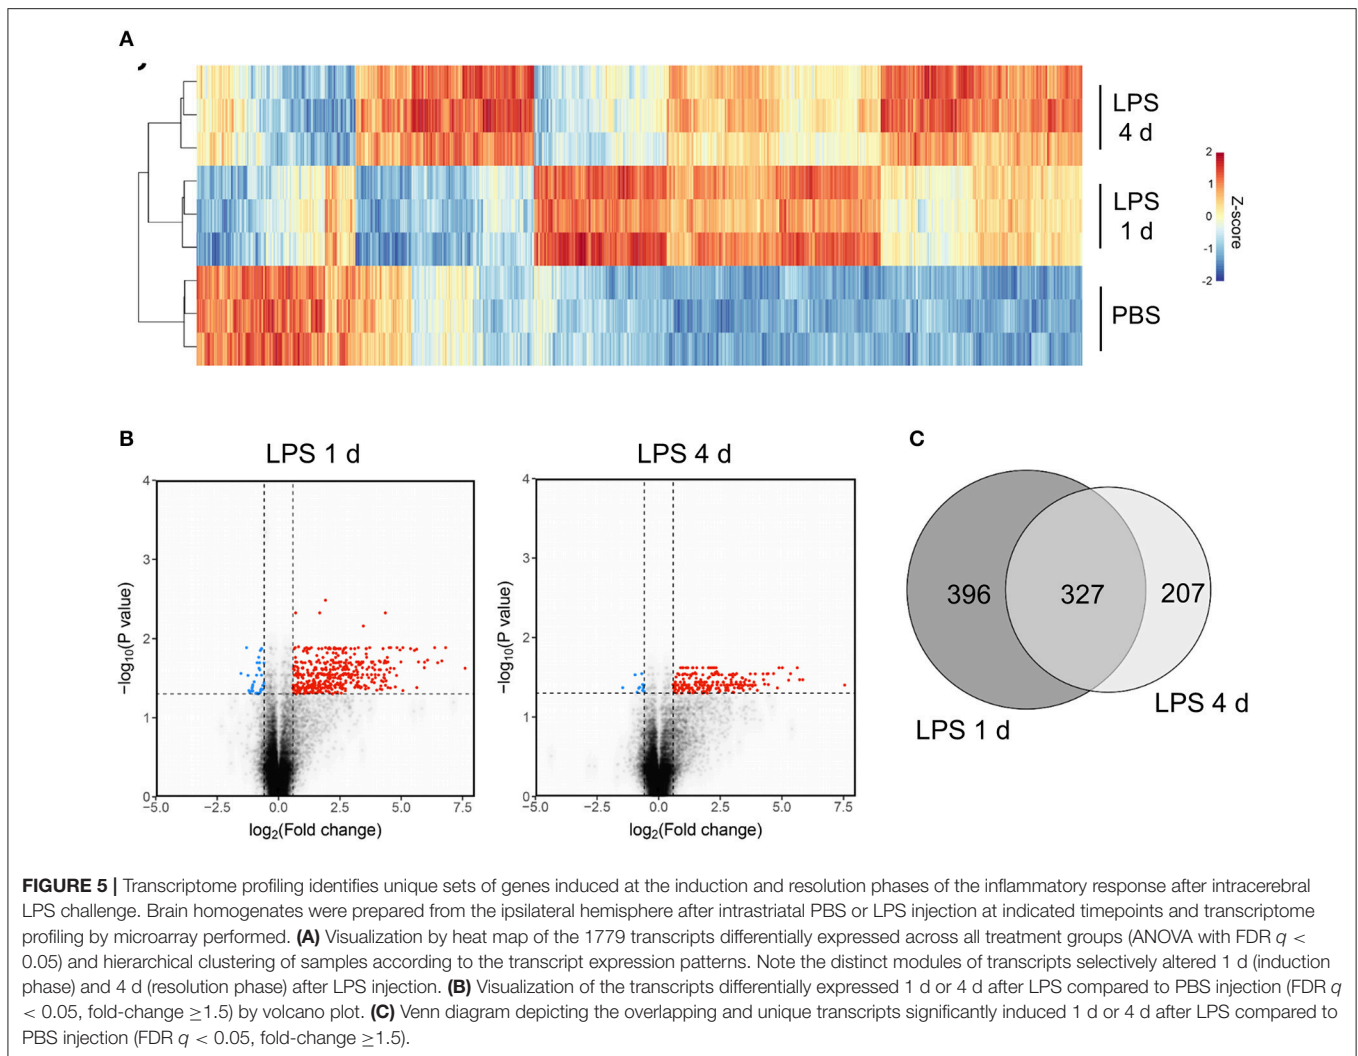 A
LPS
4 d
LPS
1 d
PBS
2
1
0
-1
-2
Z-score
B
LPS 1 d
4
3
2
1
0
−log10(P value)
−5.0
−2.5
0.0
2.5
5.0
7.5
log2(Fold change)
LPS 4 d
4
3
2
1
0
−log10(P value)
−5.0
−2.5
0.0
2.5
5.0
7.5
log2(Fold change)
C
396
327
207
LPS 1 d
LPS 4 d
FIGURE 5 | Transcriptome profiling identifies unique sets of genes induced at the induction and resolution phases of the inflammatory response after intracerebral
LPS challenge. Brain homogenates were prepared from the ipsilateral hemisphere after intrastriatal PBS or LPS injection at indicated timepoints and transcriptome
profiling by microarray performed. (A) Visualization by heat map of the 1779 transcripts differentially expressed across all treatment groups (ANOVA with FDR q <
0.05) and hierarchical clustering of samples according to the transcript expression patterns. Note the distinct modules of transcripts selectively altered 1 d (induction
phase) and 4 d (resolution phase) after LPS injection. (B) Visualization of the transcripts differentially expressed 1 d or 4 d after LPS compared to PBS injection (FDR q
< 0.05, fold-change ≥1.5) by volcano plot. (C) Venn diagram depicting the overlapping and unique transcripts significantly induced 1 d or 4 d after LPS compared to
PBS injection (FDR q < 0.05, fold-change ≥1.5).